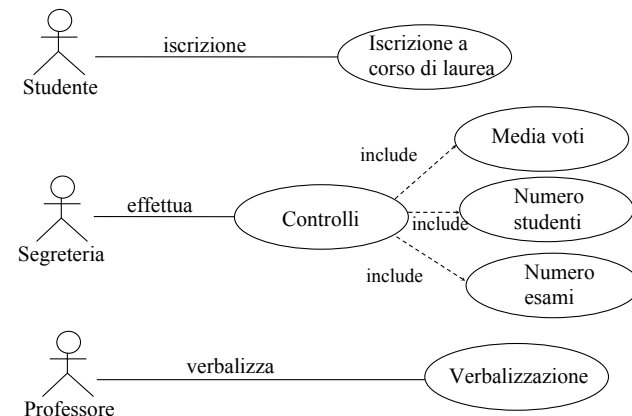 iscrizione
Iscrizione a
corso di laurea
Studente
Media voti
include
effettua
Controlli
Numero
studenti
include
Segreteria
include
Numero
esami
verbalizza
Verbalizzazione
Professore